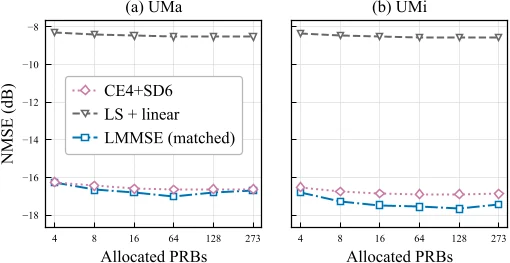 (a) UMa
(b) UMi
NMSE (dB)
−8
−10
−12
−14
−16
−18
CE4+SD6
LS + linear
LMMSE (matched)
4 8 16 64 128 273
4 8 16 64 128 273
Allocated PRBs
Allocated PRBs